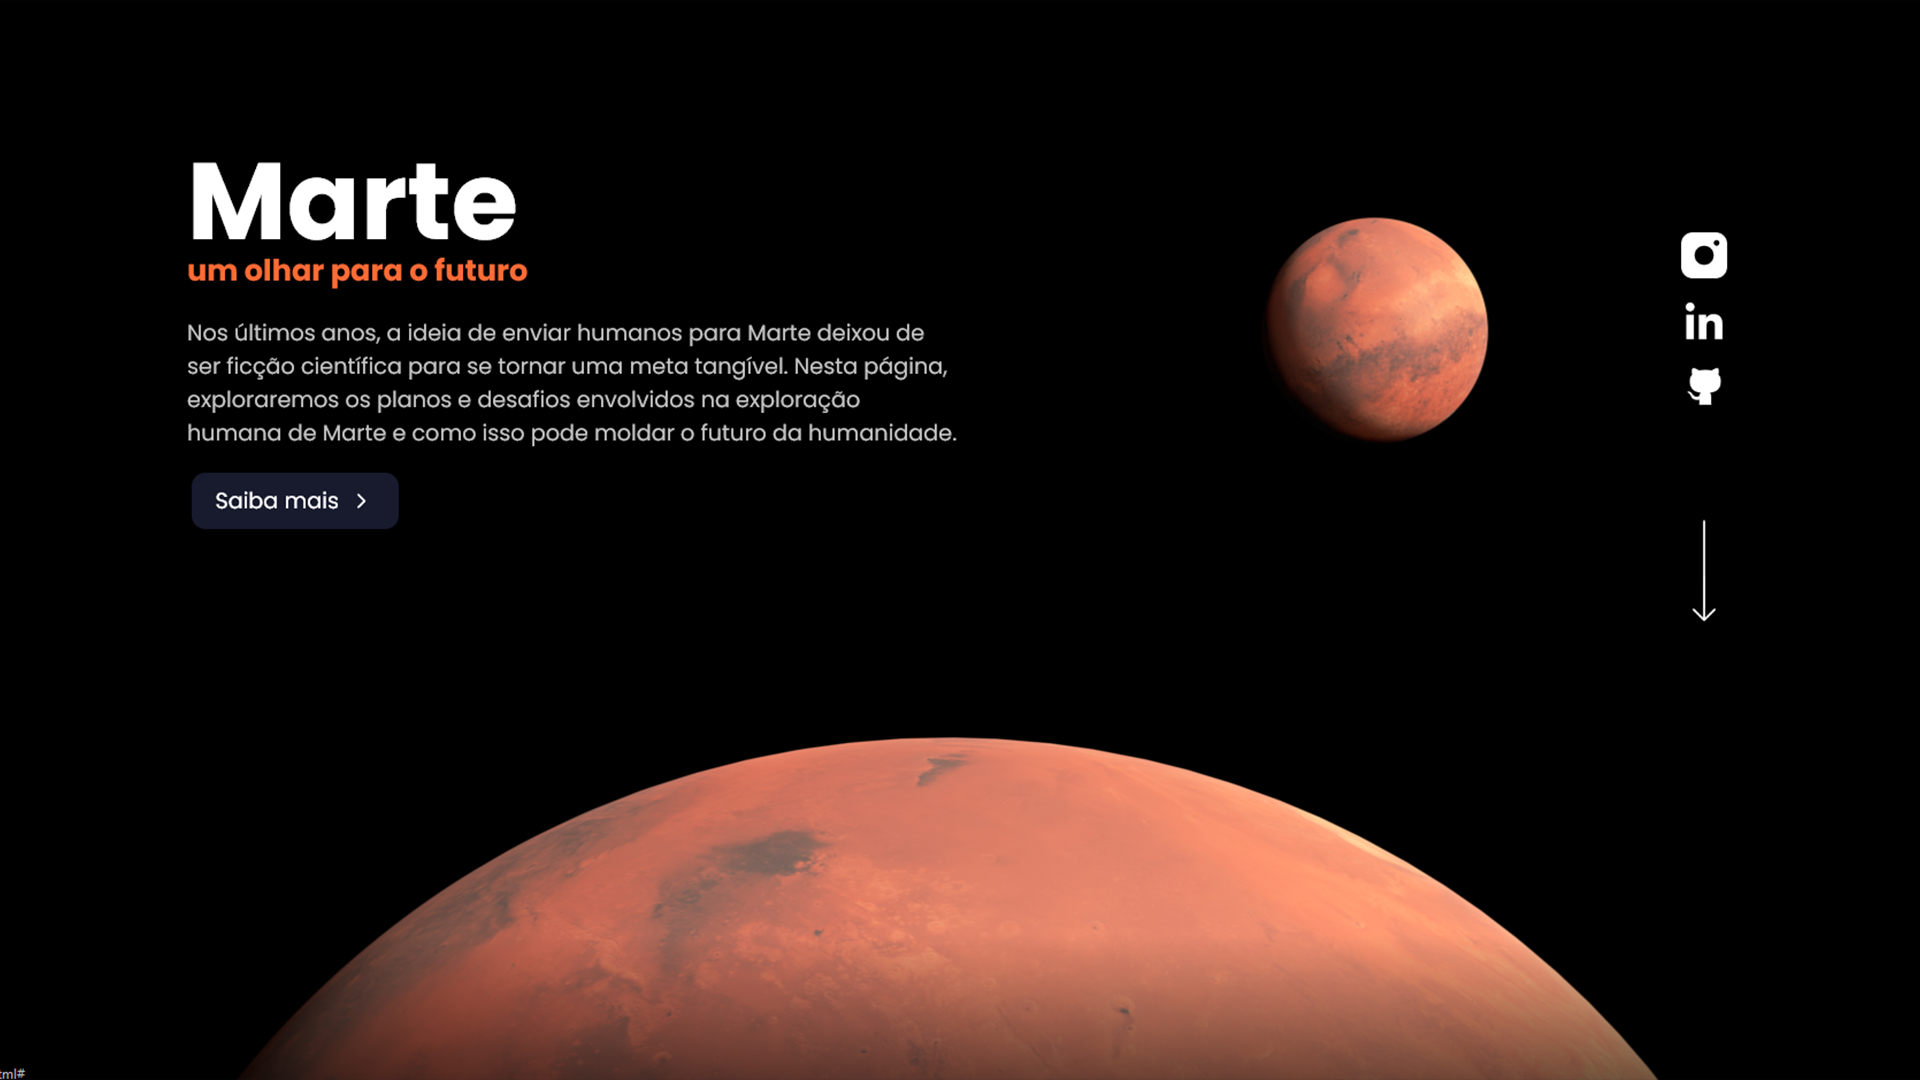 Marte
um olhar para o futuro
Nos últimos anos, a ideia de enviar humanos para Marte deixou de
ser ficção científica para se tornar uma meta tangível. Nesta página,
exploraremos os planos e desafios envolvidos na exploração
humana de Marte e como isso pode moldar o futuro da humanidade.
Saiba mais
in
tml#